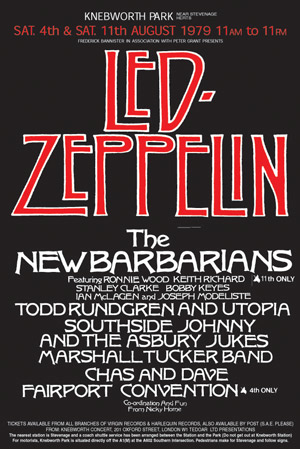 KNEBWORTH PARK NEAR STEVENAGE HERTS
SAT. 4th & SAT. 11th AUGUST 1979 11 AM to 11 PM
FREDERICK BANNISTER IN ASSOCIATION WITH PETER GRANT PRESENTS
LED-
ZEPPELIN
The
NEW BARBARIANS
Featuring RONNIE WOOD KEITH RICHARD 11th ONLY
STANLEY CLARKE BOBBY KEYES
IAN McLAGEN and JOSEPH MODELISTE
TODD RUNDGREN AND UTOPIA
SOUTHSIDE JOHNNY
AND THE ASBURY JUKES
MARSHALL TUCKER BAND
CHAS AND DAVE
FAIRPORT CONVENTION 4th ONLY
Co-ordination And Fun
From Nicky Horne
TICKETS AVAILABLE FROM ALL BRANCHES OF VIRGIN RECORDS & HARLEQUIN RECORDS. ALSO AVAILABLE BY POST (S.A.E. PLEASE)
FROM: KNEBWORTH CONCERT, 201 OXFORD STREET, LONDON W1 TEDOAR LTD PRESENTATIONS
The nearest station is Stevenage and a coach shuttle service has been arranged between the Station and the Park (Do not get out at Knebworth Station)
For motorists, Knebworth Park is situated directly off the A1(M) at the A602 Southern Intersection. Pedestrians make for Stevenage and follow signs.